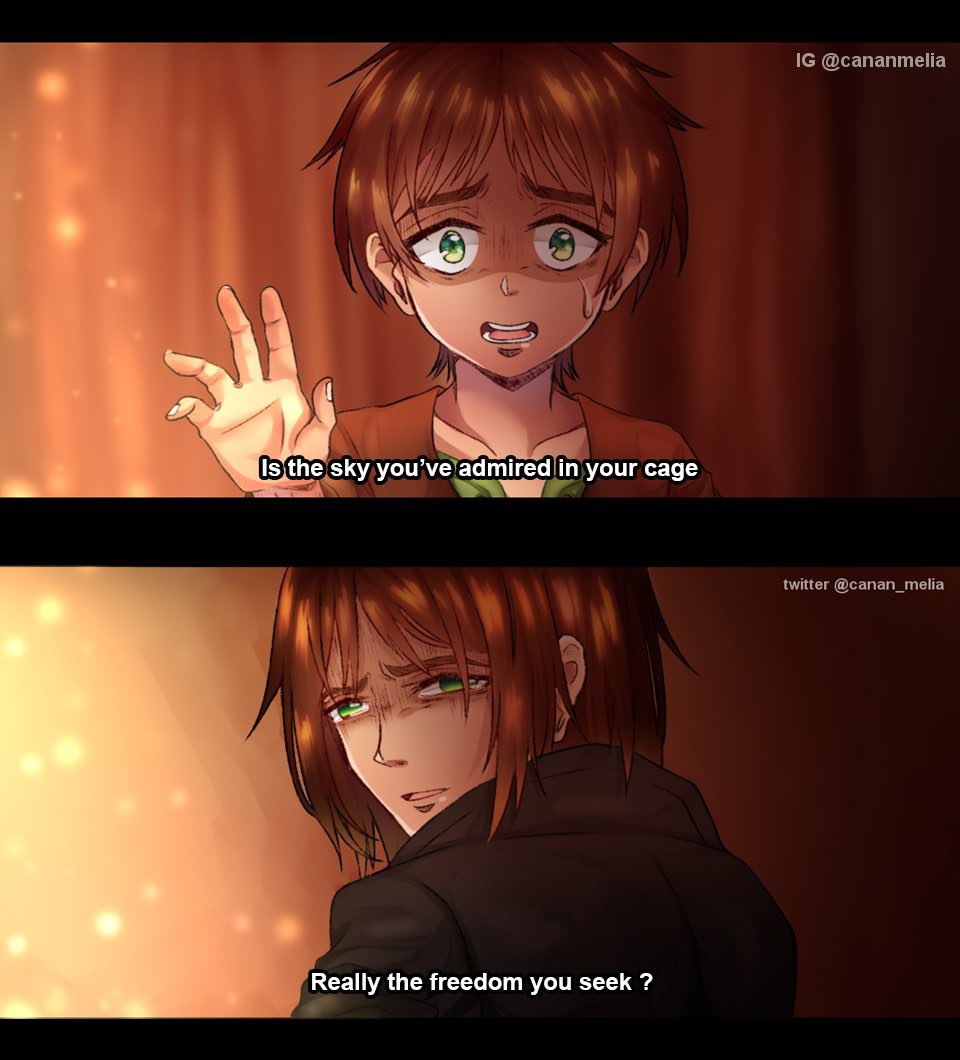 IG @cananmelia
Is the sky you’ve admired in your cage
twitter @canan_melia
Really the freedom you seek ?